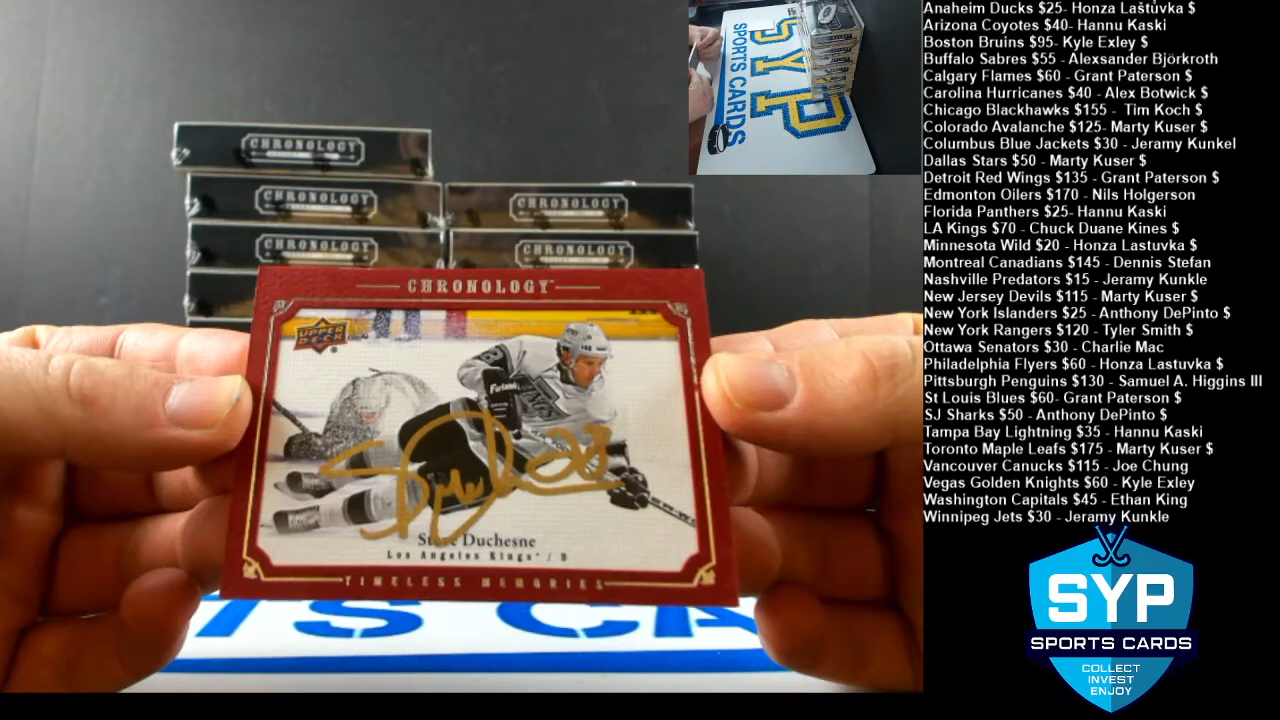 CHRONOLOGY
CHRONOLOGY
CHRONOLOGY
CHRONOLOGY
CHRONOLOGY
CHRONOLOGY
UPPER DECK
KINGS
28
Steve Duchesne
Los Angeles Kings / D
TIMELESS MEMORIES
TS CA
SYP
SPORTS CARDS
Anaheim Ducks $25- Honza Laštuvka $
Arizona Coyotes $40- Hannu Kaski
Boston Bruins $95- Kyle Exley $
Buffalo Sabres $55 - Alexsander Björkroth
Calgary Flames $60 - Grant Paterson $
Carolina Hurricanes $40 - Alex Botwick $
Chicago Blackhawks $155 - Tim Koch $
Colorado Avalanche $125- Marty Kuser $
Columbus Blue Jackets $30 - Jeramy Kunkel
Dallas Stars $50 - Marty Kuser $
Detroit Red Wings $135 - Grant Paterson $
Edmonton Oilers $170 - Nils Holgerson
Florida Panthers $25- Hannu Kaski
LA Kings $70 - Chuck Duane Kines $
Minnesota Wild $20 - Honza Lastuvka $
Montreal Canadians $145 - Dennis Stefan
Nashville Predators $15 - Jeramy Kunkle
New Jersey Devils $115 - Marty Kuser $
New York Islanders $25 - Anthony DePinto $
New York Rangers $120 - Tyler Smith $
Ottawa Senators $30 - Charlie Mac
Philadelphia Flyers $60 - Honza Lastuvka $
Pittsburgh Penguins $130 - Samuel A. Higgins III
St Louis Blues $60- Grant Paterson $
SJ Sharks $50 - Anthony DePinto $
Tampa Bay Lightning $35 - Hannu Kaski
Toronto Maple Leafs $175 - Marty Kuser $
Vancouver Canucks $115 - Joe Chung
Vegas Golden Knights $60 - Kyle Exley
Washington Capitals $45 - Ethan King
Winnipeg Jets $30 - Jeramy Kunkle
SYP
SPORTS CARDS
COLLECT
INVEST
ENJOY